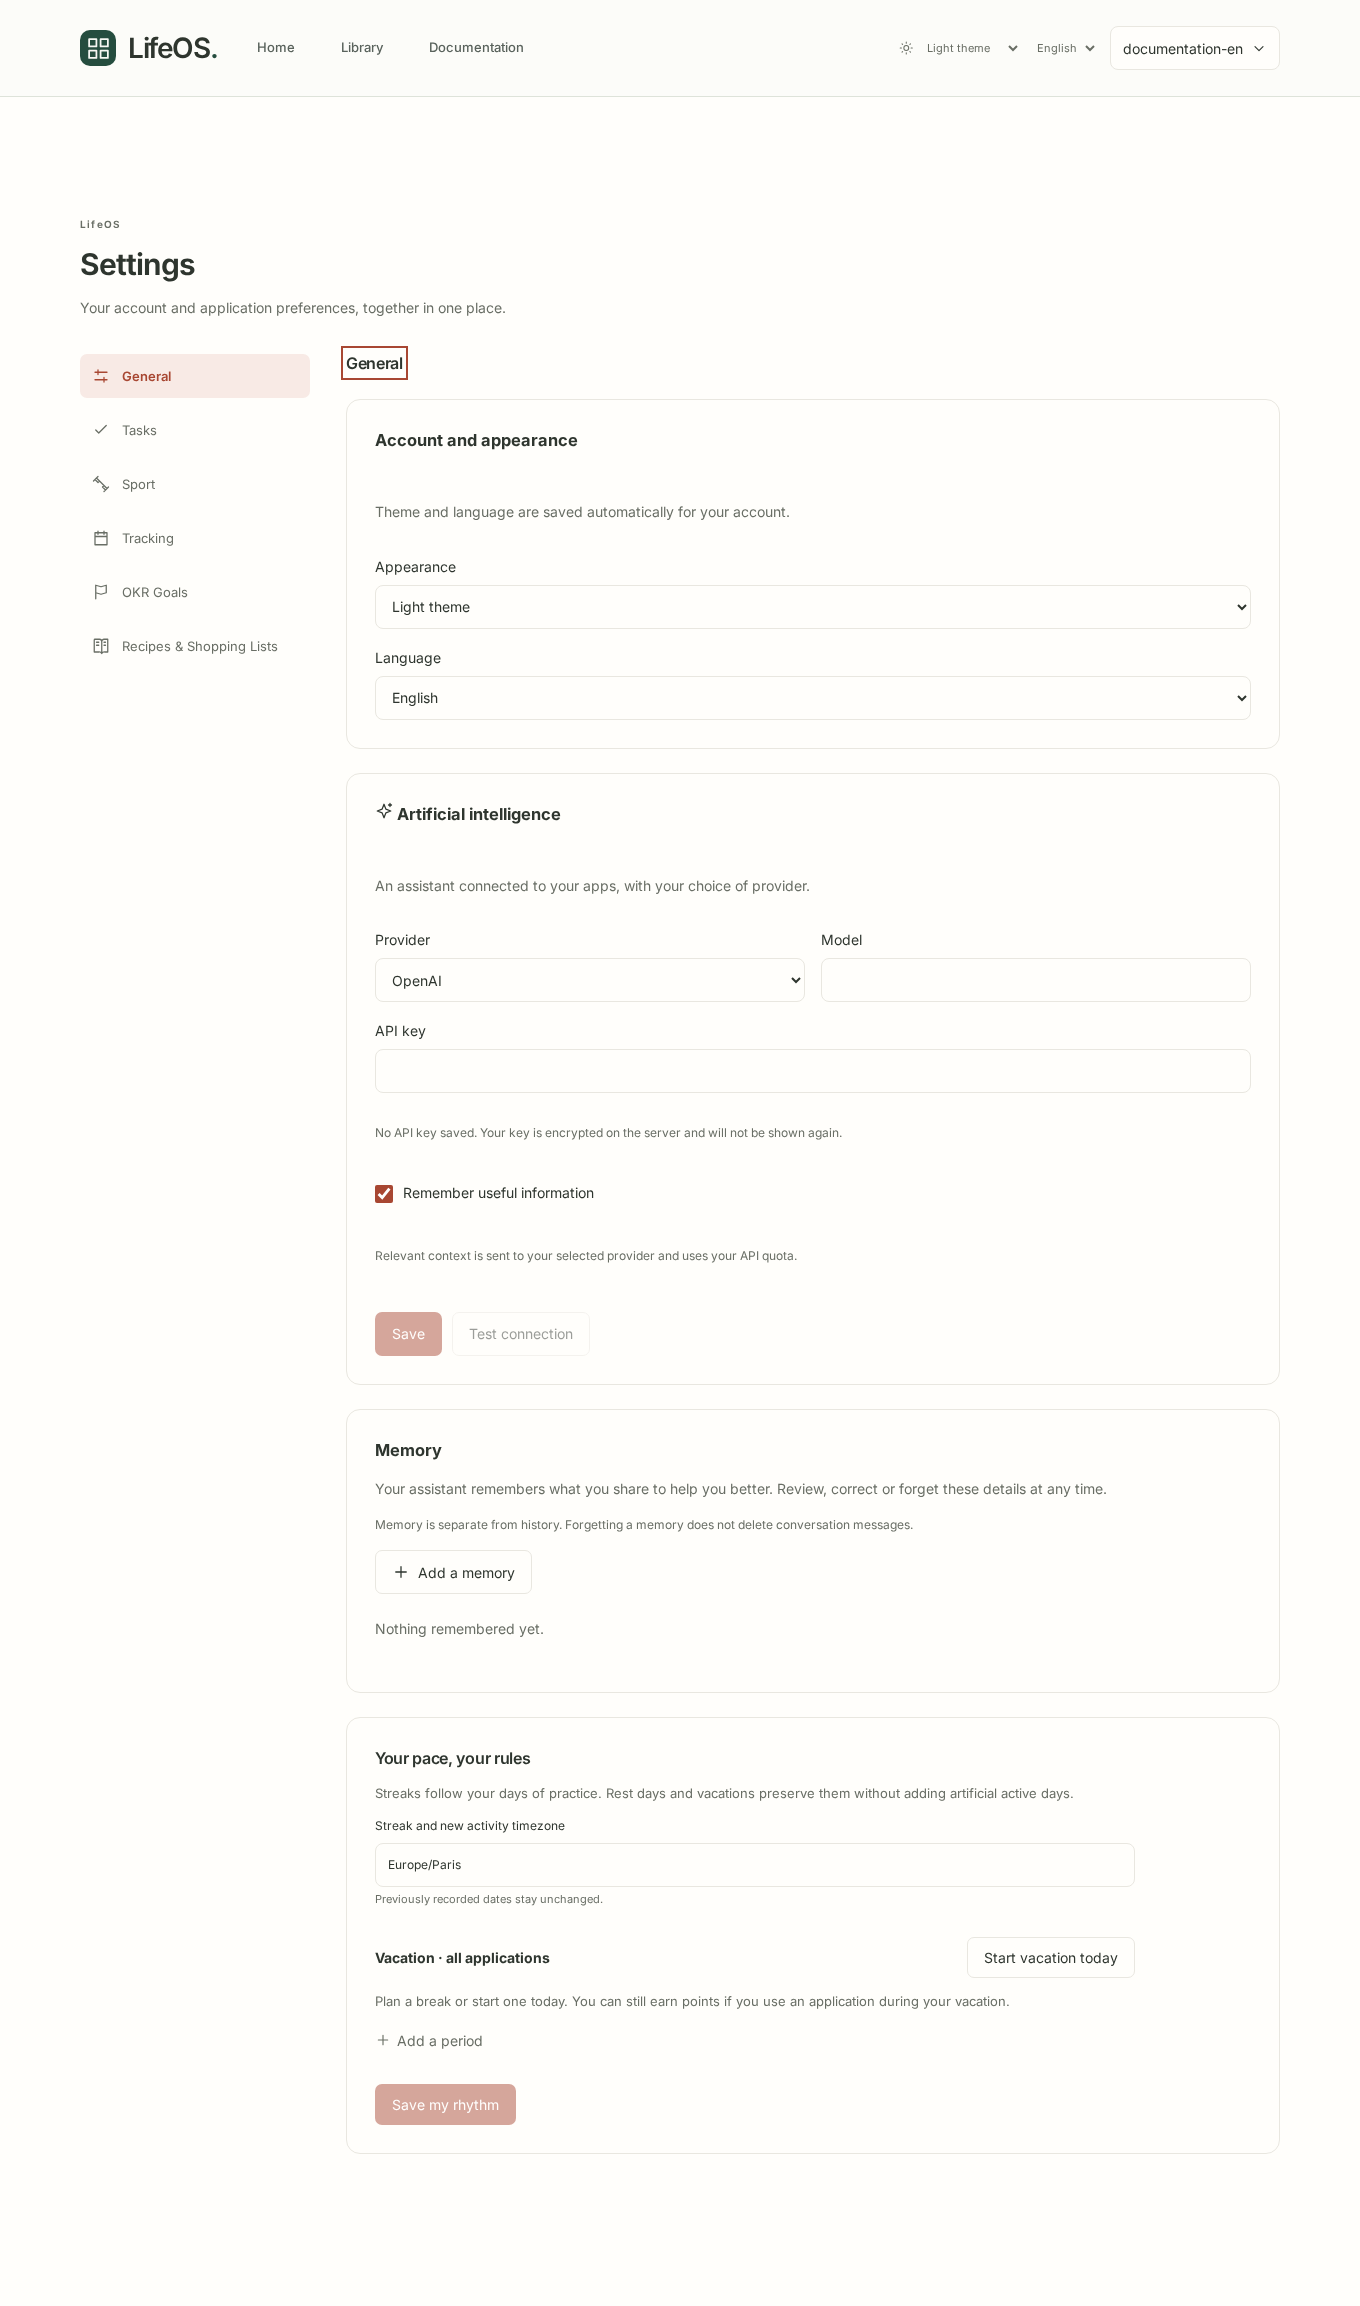 LifeOS.
Home
Library
Documentation
Light theme
English
documentation-en
LifeOS
Settings
Your account and application preferences, together in one place.
General
Tasks
Sport
Tracking
OKR Goals
Recipes & Shopping Lists
General
Account and appearance
Theme and language are saved automatically for your account.
Appearance
Light theme
Language
English
Artificial intelligence
An assistant connected to your apps, with your choice of provider.
Provider
Model
OpenAI
API key
No API key saved. Your key is encrypted on the server and will not be shown again.
Remember useful information
Relevant context is sent to your selected provider and uses your API quota.
Save
Test connection
Memory
Your assistant remembers what you share to help you better. Review, correct or forget these details at any time.
Memory is separate from history. Forgetting a memory does not delete conversation messages.
Add a memory
Nothing remembered yet.
Your pace, your rules
Streaks follow your days of practice. Rest days and vacations preserve them without adding artificial active days.
Streak and new activity timezone
Europe/Paris
Previously recorded dates stay unchanged.
Vacation · all applications
Start vacation today
Plan a break or start one today. You can still earn points if you use an application during your vacation.
Add a period
Save my rhythm